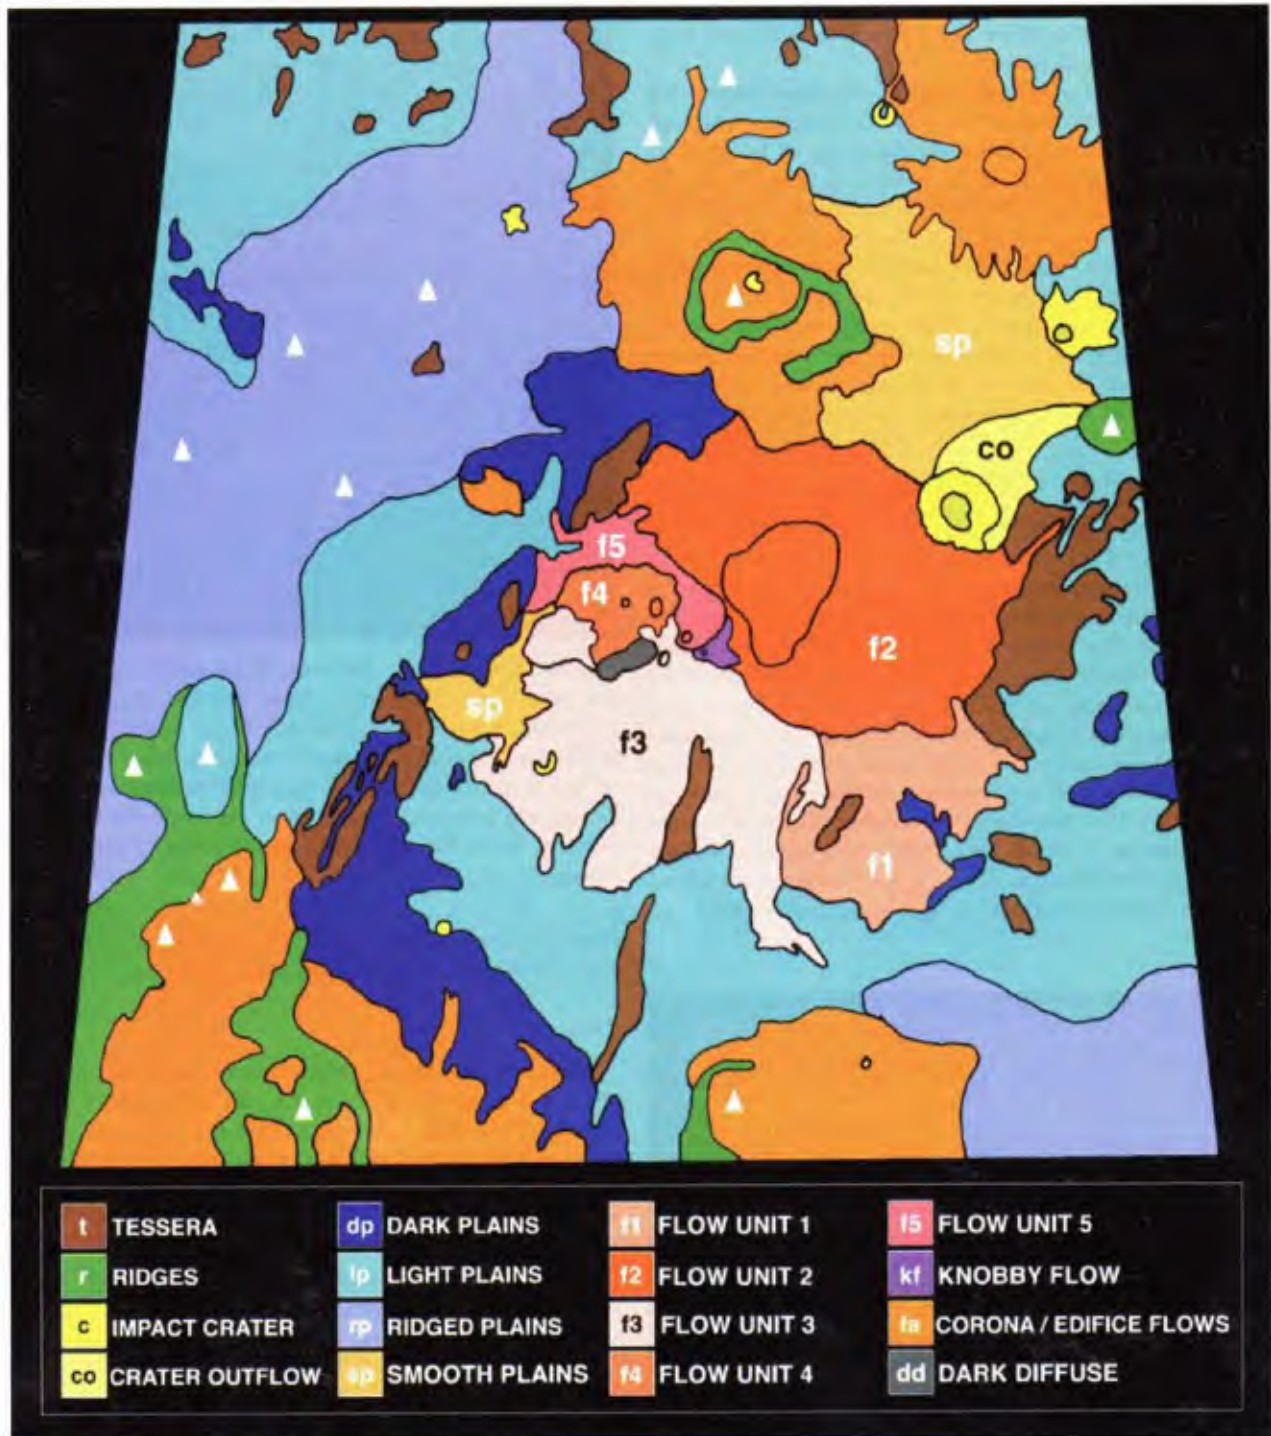 sp
co
f5
f4
f2
sp
f3
f1
t TESSERA
r RIDGES
c IMPACT CRATER
co CRATER OUTFLOW
dp DARK PLAINS
lp LIGHT PLAINS
rp RIDGED PLAINS
sp SMOOTH PLAINS
f1 FLOW UNIT 1
f2 FLOW UNIT 2
f3 FLOW UNIT 3
f4 FLOW UNIT 4
f5 FLOW UNIT 5
kf KNOBBY FLOW
fa CORONA / EDIFICE FLOWS
dd DARK DIFFUSE